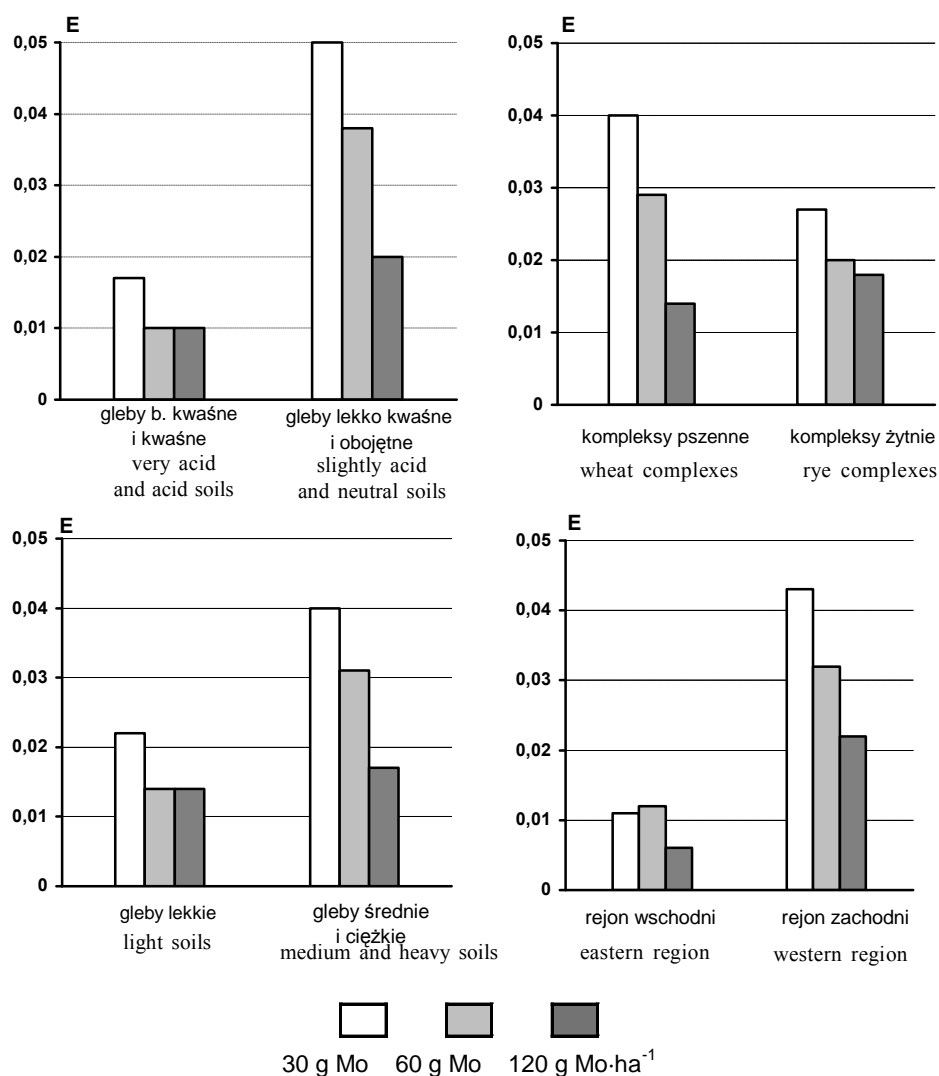 E
0,05
0,04
0,03
0,02
0,01
0
gleby b. kwaśne
i kwaśne
very acid
and acid soils
gleby lekko kwaśne
i obojętne
slightly acid
and neutral soils
E
0,05
0,04
0,03
0,02
0,01
0
kompleksy pszenne
wheat complexes
kompleksy żytnie
rye complexes
E
0,05
0,04
0,03
0,02
0,01
0
gleby lekkie
light soils
gleby średnie
i ciężkie
medium and heavy soils
E
0,05
0,04
0,03
0,02
0,01
0
rejon wschodni
eastern region
rejon zachodni
western region
30 g Mo 60 g Mo 120 g Mo·ha⁻¹